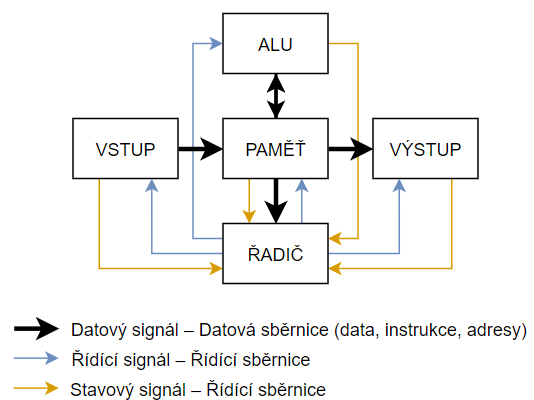 ALU
VSTUP
PAMĚŤ
VÝSTUP
ŘADIČ
Datový signál – Datová sběrnice (data, instrukce, adresy)
Řídící signál – Řídící sběrnice
Stavový signál – Řídící sběrnice